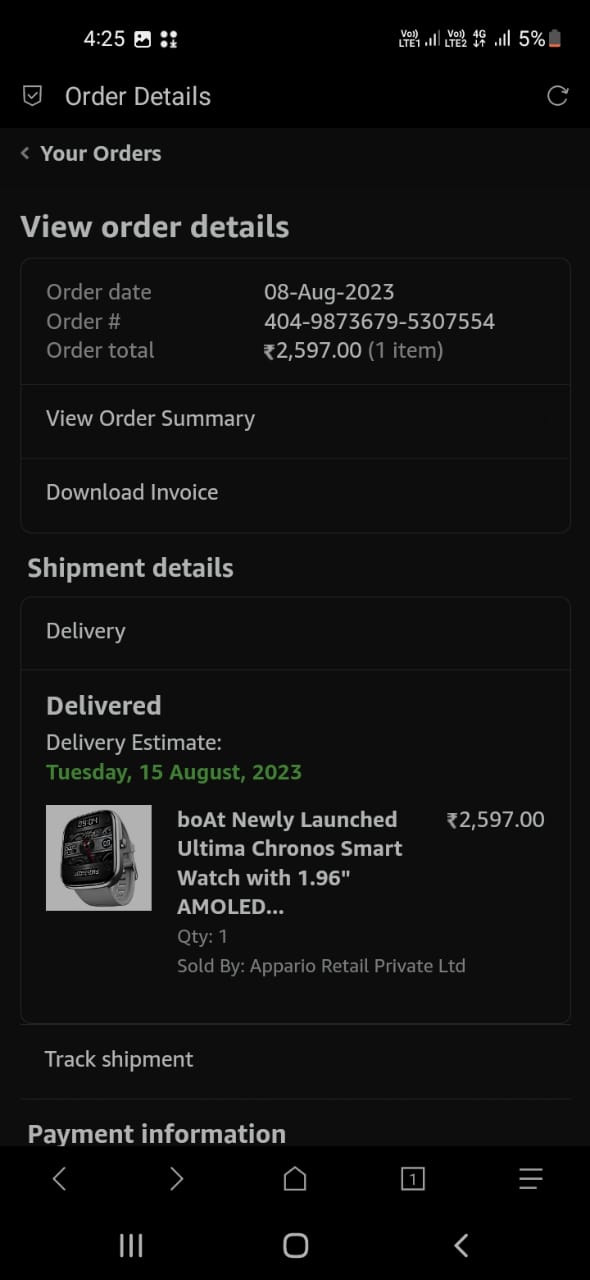 4:25 Vo) LTE1 Vo) LTE2 4G 5%
Order Details
Your Orders
View order details
Order date 08-Aug-2023
Order # 404-9873679-5307554
Order total ₹2,597.00 (1 item)
View Order Summary
Download Invoice
Shipment details
Delivery
Delivered
Delivery Estimate:
Tuesday, 15 August, 2023
boAt Newly Launched ₹2,597.00
Ultima Chronos Smart
Watch with 1.96"
AMOLED...
Qty: 1
Sold By: Appario Retail Private Ltd
Track shipment
Payment information
1